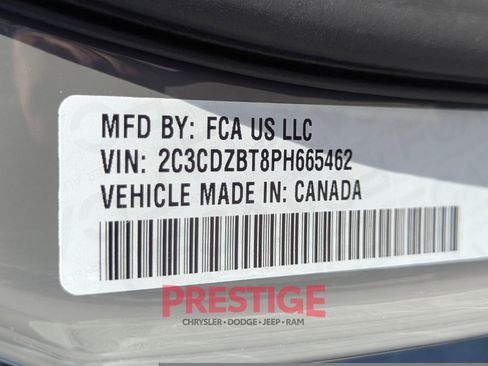 MFD BY: FCA US LLC
VIN: 2C3CDZBT8PH665462
VEHICLE MADE IN: CANADA
PRESTIGE
CHRYSLER • DODGE • JEEP • RAM